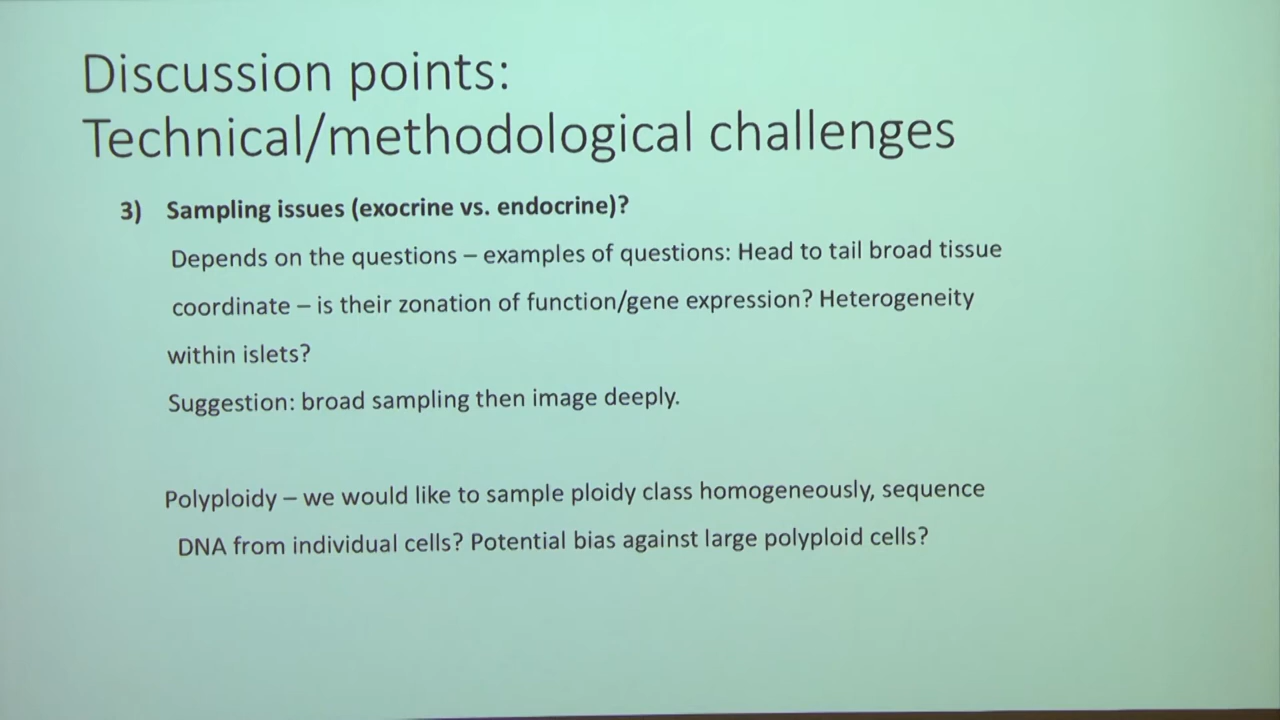 Discussion points:
Technical/methodological challenges
3) Sampling issues (exocrine vs. endocrine)?
Depends on the questions – examples of questions: Head to tail broad tissue
coordinate – is their zonation of function/gene expression? Heterogeneity
within islets?
Suggestion: broad sampling then image deeply.
Polyploidy – we would like to sample ploidy class homogeneously, sequence
DNA from individual cells? Potential bias against large polyploid cells?